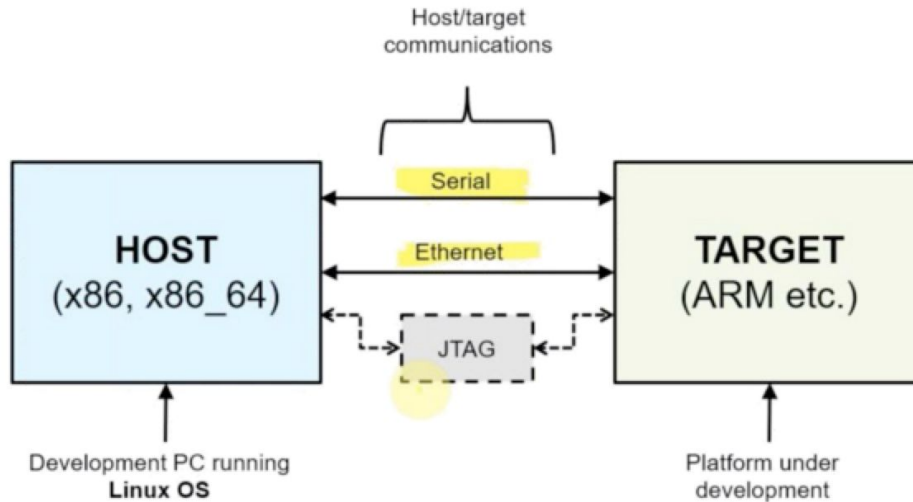 Host/target
communications
Serial
HOST
(x86, x86_64)
Ethernet
TARGET
(ARM etc.)
JTAG
Development PC running
Linux OS
Platform under
development